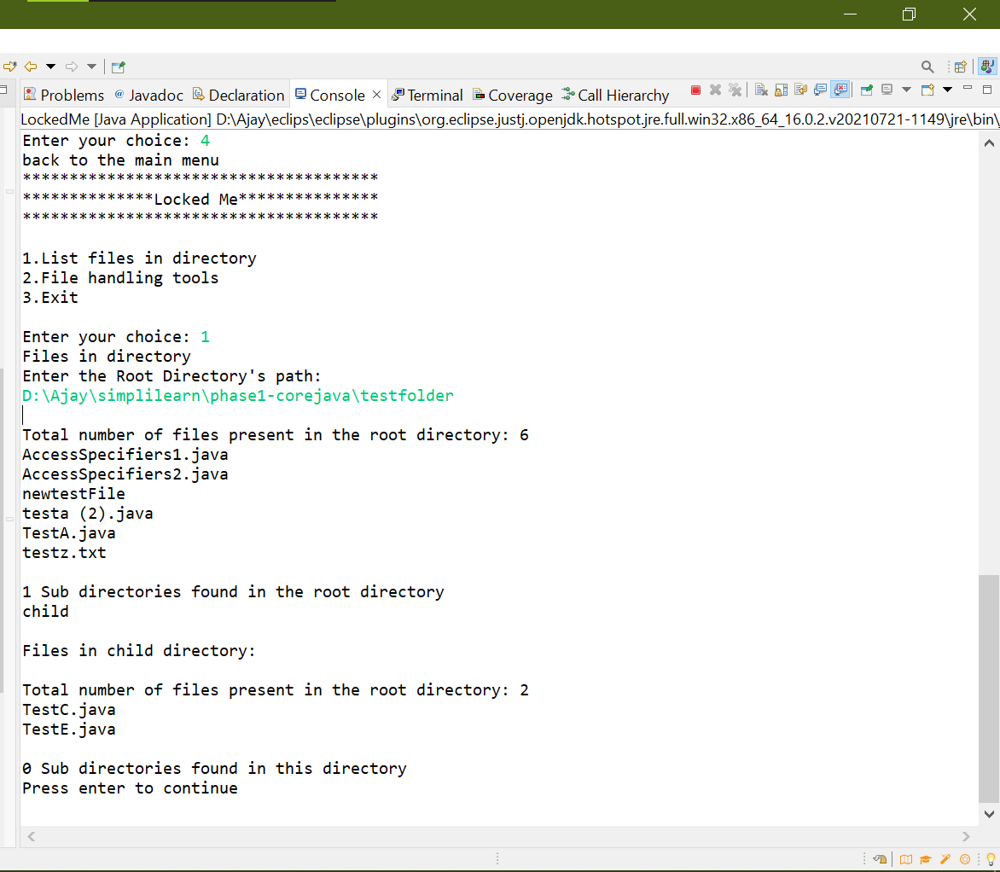 Problems Javadoc Declaration Console Terminal Coverage Call Hierarchy
LockedMe [Java Application] D:\Ajay\eclips\eclipse\plugins\org.eclipse.justj.openjdk.hotspot.jre.full.win32.x86_64_16.0.2.v20210721-1149\jre\bin\
Enter your choice: 4
back to the main menu
**************************************
**************Locked Me***************
**************************************
1.List files in directory
2.File handling tools
3.Exit
Enter your choice: 1
Files in directory
Enter the Root Directory's path:
D:\Ajay\simplilearn\phase1-corejava\testfolder
Total number of files present in the root directory: 6
AccessSpecifiers1.java
AccessSpecifiers2.java
newtestFile
testa (2).java
TestA.java
testz.txt
1 Sub directories found in the root directory
child
Files in child directory:
Total number of files present in the root directory: 2
TestC.java
TestE.java
0 Sub directories found in this directory
Press enter to continue